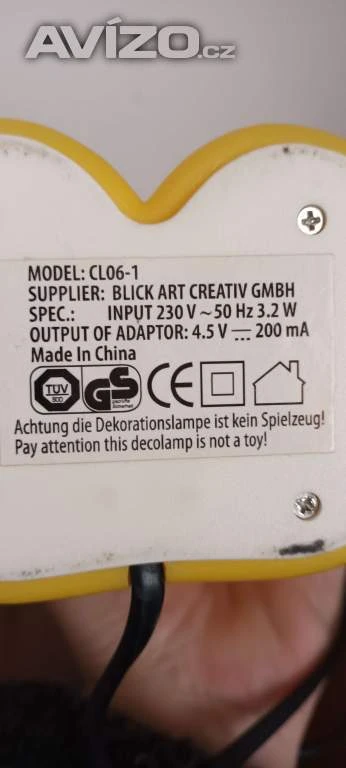 AVÍZO.cz
MODEL: CL06-1
SUPPLIER: BLICK ART CREATIV GMBH
SPEC.: INPUT 230 V ~ 50 Hz 3.2 W
OUTPUT OF ADAPTOR: 4.5 V ⎓ 200 mA
Made In China
TÜV GS CE
geprüfte Sicherheit
Achtung die Dekorationslampe ist kein Spielzeug!
Pay attention this decolamp is not a toy!